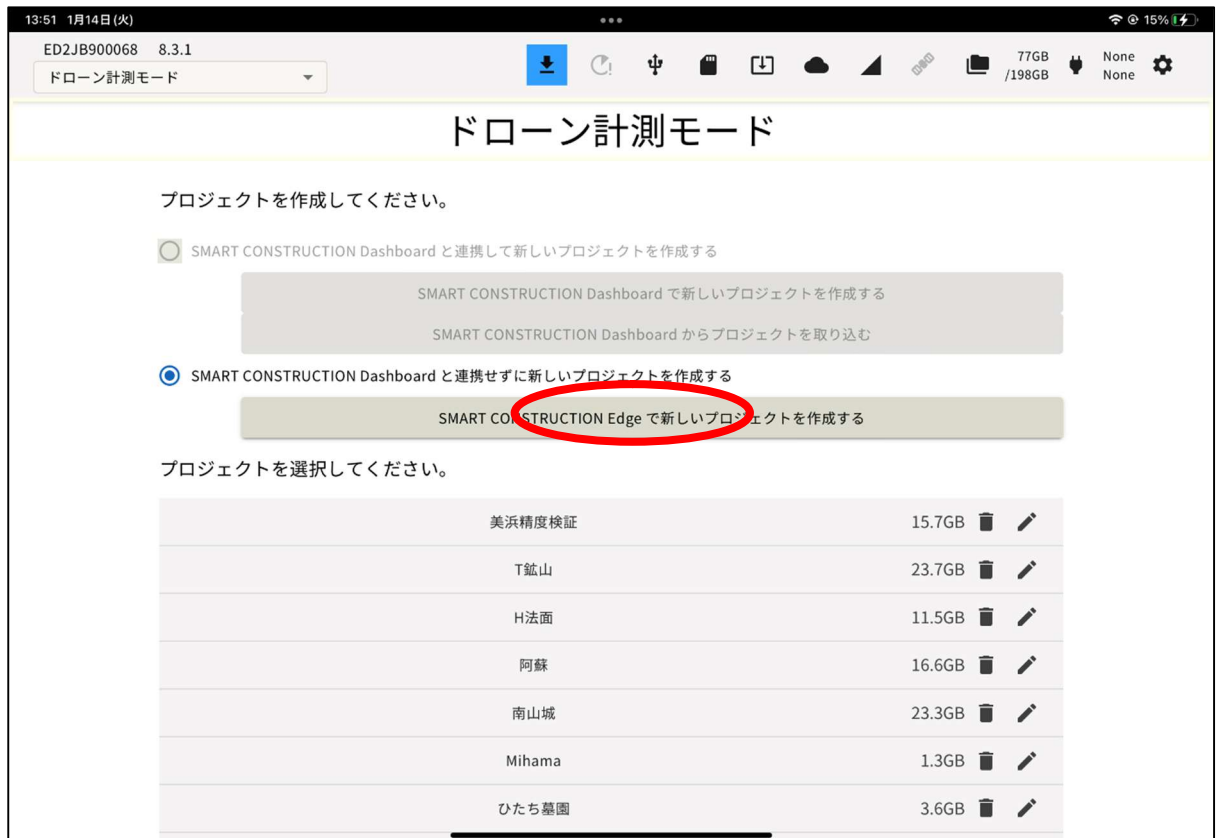 13:51 1月14日(火)
15%
ED2JB900068 8.3.1
ドローン計測モード
77GB
/198GB
None
None
ドローン計測モード
プロジェクトを作成してください。
SMART CONSTRUCTION Dashboard と連携して新しいプロジェクトを作成する
SMART CONSTRUCTION Dashboard で新しいプロジェクトを作成する
SMART CONSTRUCTION Dashboard からプロジェクトを取り込む
SMART CONSTRUCTION Dashboard と連携せずに新しいプロジェクトを作成する
SMART CONSTRUCTION Edge で新しいプロジェクトを作成する
プロジェクトを選択してください。
美浜精度検証 15.7GB
T鉱山 23.7GB
H法面 11.5GB
阿蘇 16.6GB
南山城 23.3GB
Mihama 1.3GB
ひたち墓園 3.6GB